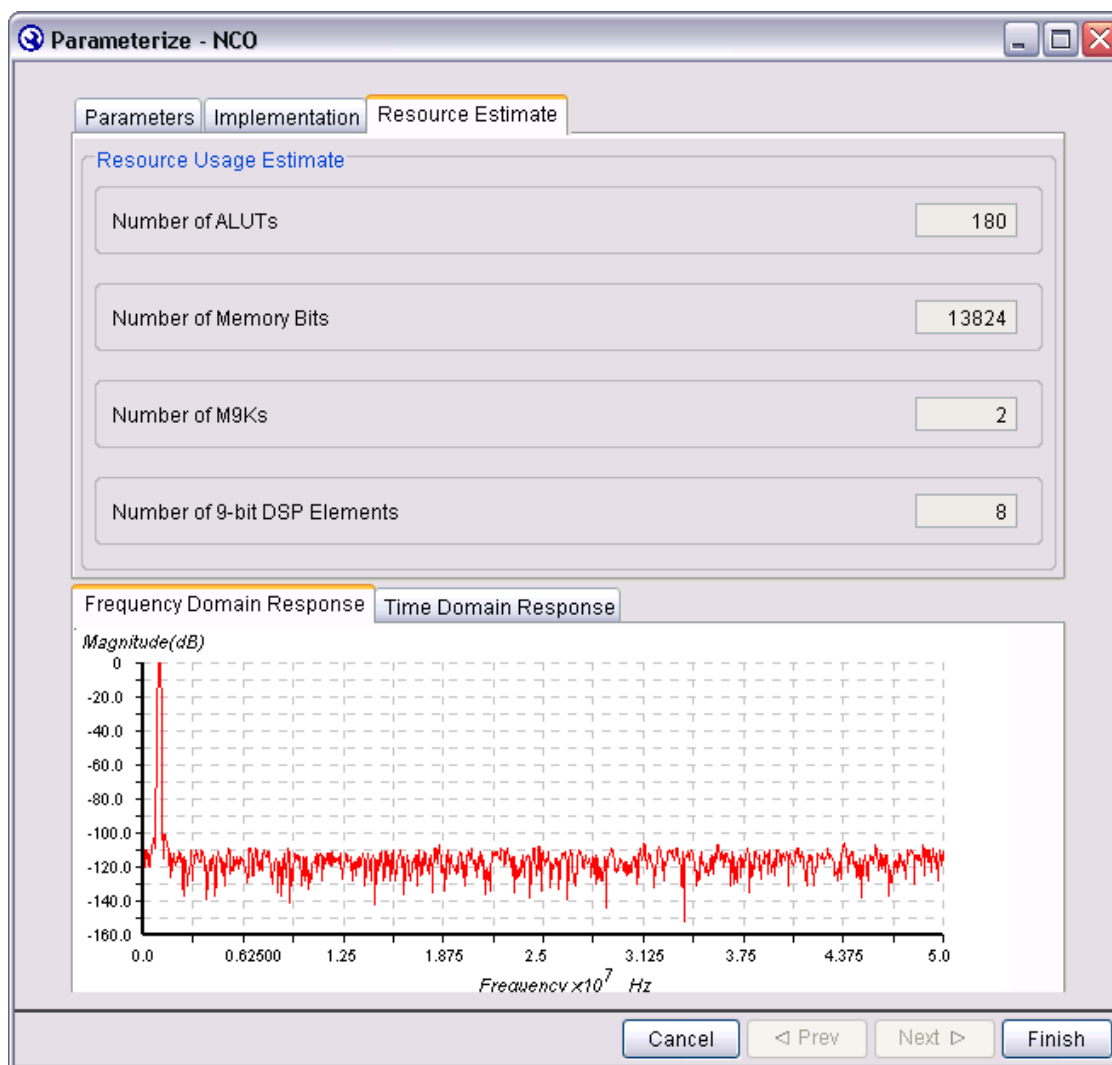 Parameterize - NCO
Parameters Implementation Resource Estimate
Resource Usage Estimate
Number of ALUTs 180
Number of Memory Bits 13824
Number of M9Ks 2
Number of 9-bit DSP Elements 8
Frequency Domain Response Time Domain Response
Magnitude(dB)
0
-20.0
-40.0
-60.0
-80.0
-100.0
-120.0
-140.0
-160.0
0.0 0.62500 1.25 1.875 2.5 3.125 3.75 4.375 5.0
Frequency x10^7 Hz
Cancel Prev Next Finish